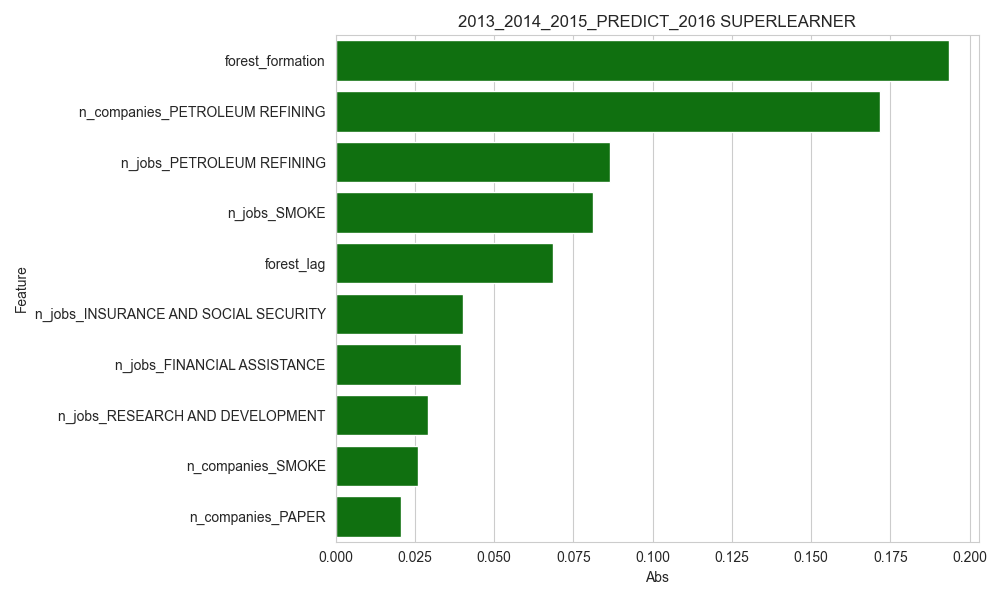 2013_2014_2015_PREDICT_2016 SUPERLEARNER
Feature
forest_formation
n_companies_PETROLEUM REFINING
n_jobs_PETROLEUM REFINING
n_jobs_SMOKE
forest_lag
n_jobs_INSURANCE AND SOCIAL SECURITY
n_jobs_FINANCIAL ASSISTANCE
n_jobs_RESEARCH AND DEVELOPMENT
n_companies_SMOKE
n_companies_PAPER
0.000 0.025 0.050 0.075 0.100 0.125 0.150 0.175 0.200
Abs